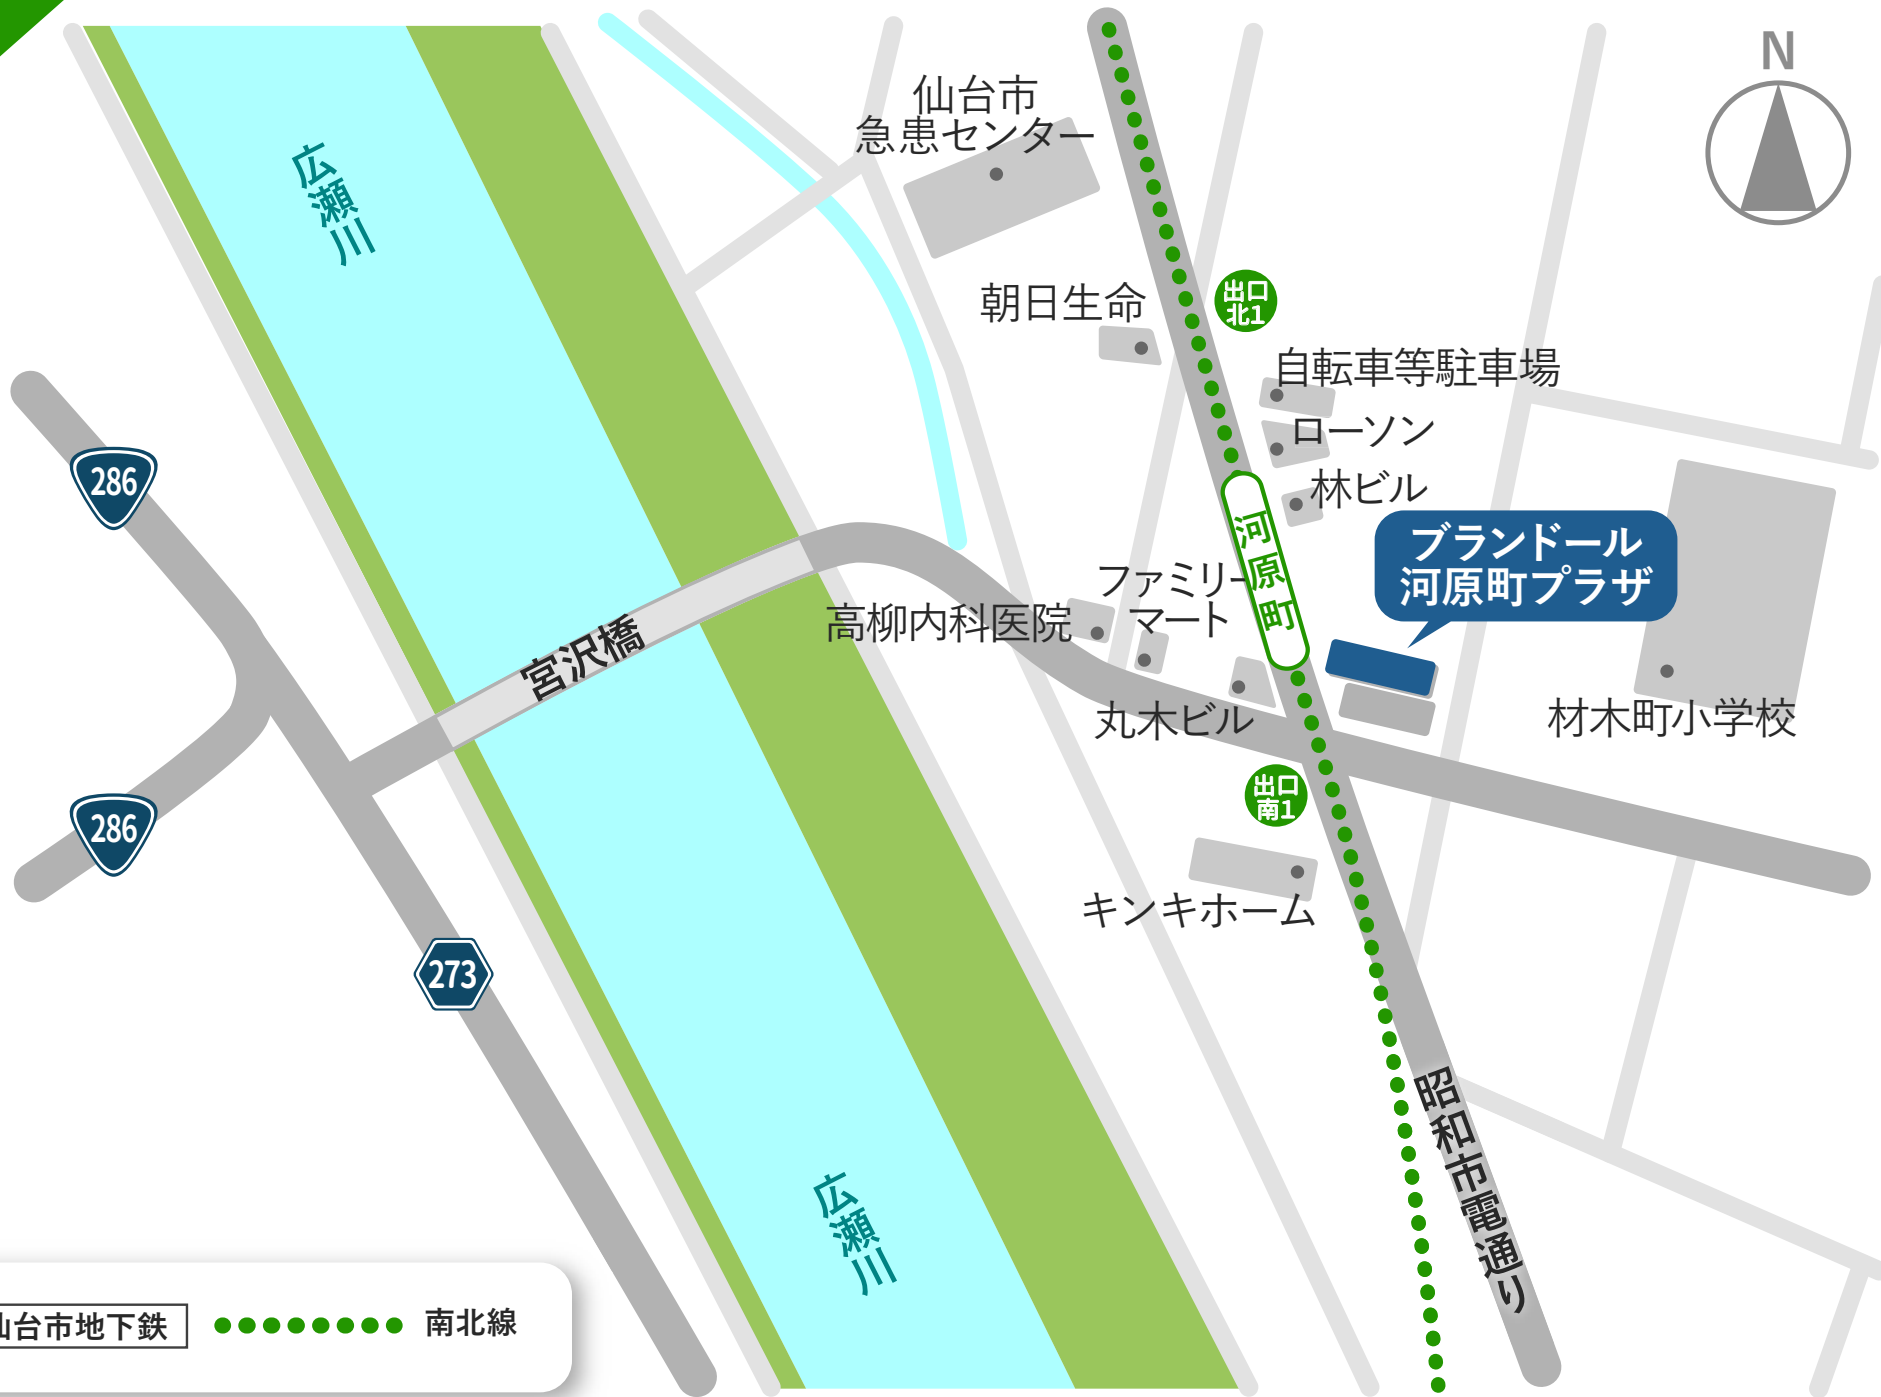 N
仙台市
急患センター
広瀬川
朝日生命
出口
北1
自転車等駐車場
ローソン
林ビル
286
河原町
ブランドール
河原町プラザ
ファミリー
マート
高柳内科医院
宮沢橋
丸木ビル
材木町小学校
出口
南1
286
キンキホーム
273
昭和市電通り
広瀬川
仙台市地下鉄
南北線